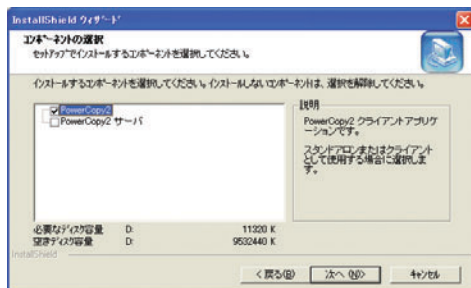 InstallShield ウィザード
コンポーネントの選択
セットアップでインストールするコンポーネントを選択してください。
インストールするコンポーネントを選択してください。インストールしないコンポーネントは、選択を解除してください。
PowerCopy2
PowerCopy2 サーバ
説明
PowerCopy2 クライアントアプリケ
ーションです。
スタンドアロンまたはクライアント
として使用する場合に選択しま
す。
必要なディスク容量 D: 11320 K
空きディスク容量 D: 9532440 K
InstallShield
< 戻る(B)
次へ (N)>
キャンセル